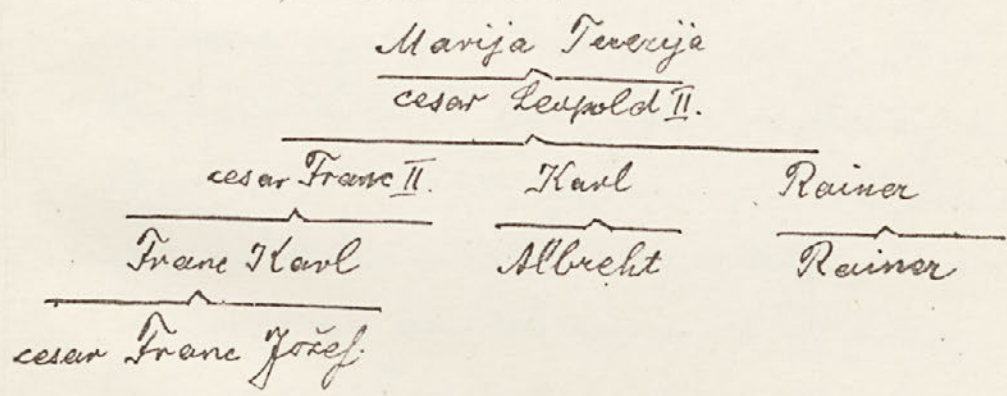 Marija Terezija
cesar Leopold II.
cesar Franc II. Karl Rainer
Franc Karl Albreht Rainer
cesar Franc Jožef.